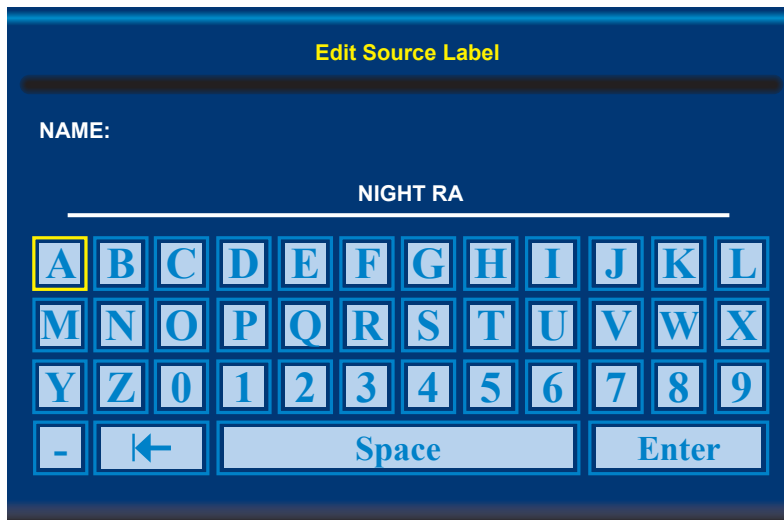 Edit Source Label
NAME:
NIGHT RA
A B C D E F G H I J K L
M N O P Q R S T U V W X
Y Z 0 1 2 3 4 5 6 7 8 9
- Space Enter